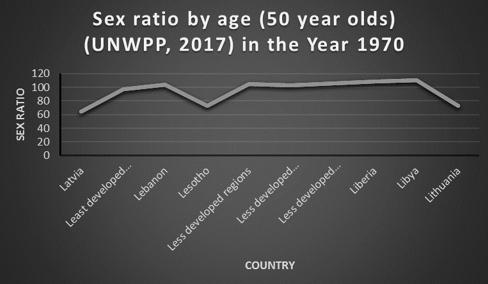 Sex ratio by age (50 year olds)
(UNWPP, 2017) in the Year 1970
120
100
80
60
40
20
0
SEX RATIO
Latvia
Least developed...
Lebanon
Lesotho
Less developed regions
Less developed...
Less developed...
Liberia
Libya
Lithuania
COUNTRY